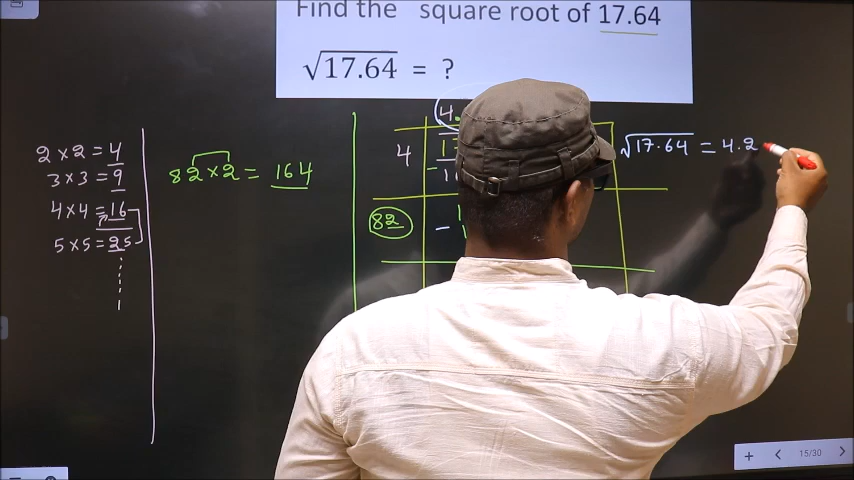 Find the square root of 17.64
√17.64 = ?
2 × 2 = 4
3 × 3 = 9
4 × 4 = 16
5 × 5 = 25
82 × 2 = 164
4.
4
82
−
−
√17.64 = 4.2
15/30